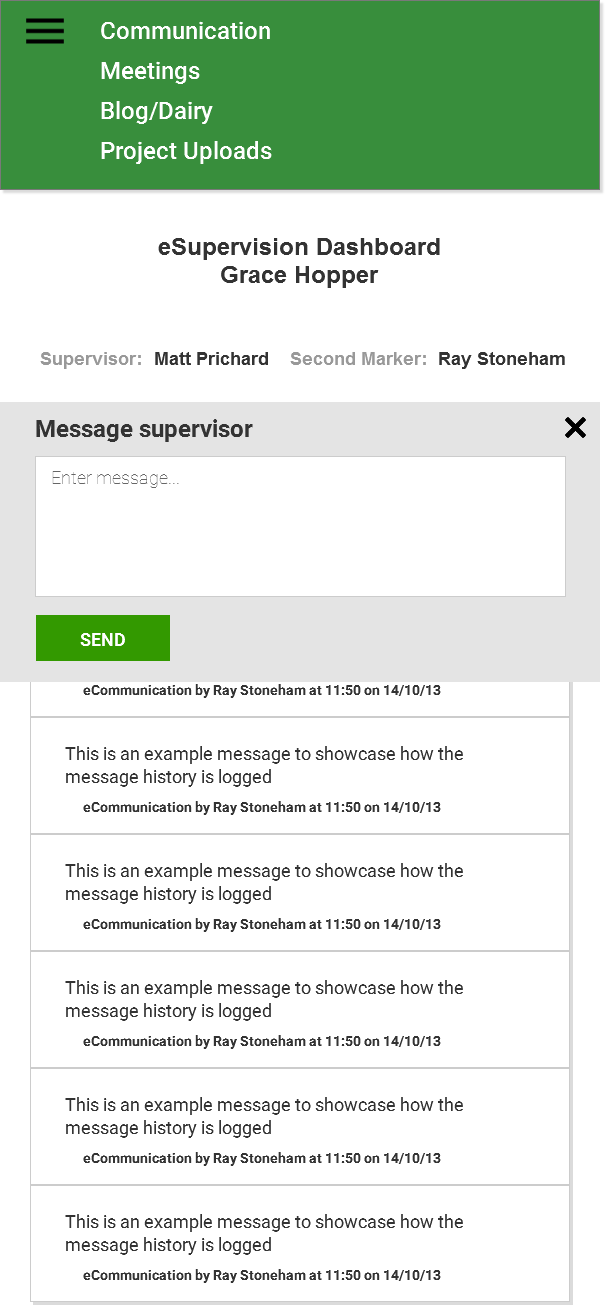 Communication
Meetings
Blog/Dairy
Project Uploads
eSupervision Dashboard
Grace Hopper
Supervisor: Matt Prichard Second Marker: Ray Stoneham
Message supervisor
Enter message...
SEND
eCommunication by Ray Stoneham at 11:50 on 14/10/13
This is an example message to showcase how the
message history is logged
eCommunication by Ray Stoneham at 11:50 on 14/10/13
This is an example message to showcase how the
message history is logged
eCommunication by Ray Stoneham at 11:50 on 14/10/13
This is an example message to showcase how the
message history is logged
eCommunication by Ray Stoneham at 11:50 on 14/10/13
This is an example message to showcase how the
message history is logged
eCommunication by Ray Stoneham at 11:50 on 14/10/13
This is an example message to showcase how the
message history is logged
eCommunication by Ray Stoneham at 11:50 on 14/10/13